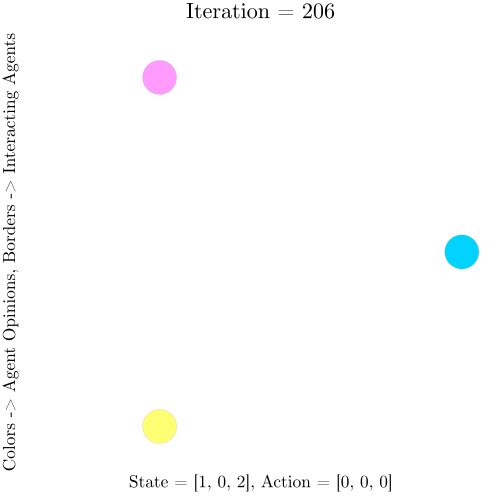 Iteration = 206
Colors -> Agent Opinions, Borders -> Interacting Agents
State = [1, 0, 2], Action = [0, 0, 0]